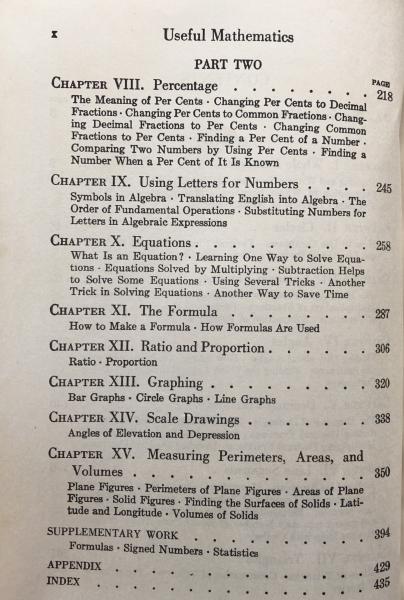 x Useful Mathematics
PART TWO
PAGE
CHAPTER VIII. Percentage . . . . . . . 218
The Meaning of Per Cents · Changing Per Cents to Decimal
Fractions · Changing Per Cents to Common Fractions · Chang-
ing Decimal Fractions to Per Cents · Changing Common
Fractions to Per Cents · Finding a Per Cent of a Number ·
Comparing Two Numbers by Using Per Cents · Finding a
Number When a Per Cent of It Is Known
CHAPTER IX. Using Letters for Numbers . . . . 245
Symbols in Algebra · Translating English into Algebra · The
Order of Fundamental Operations · Substituting Numbers for
Letters in Algebraic Expressions
CHAPTER X. Equations . . . . . . . . . 258
What Is an Equation? · Learning One Way to Solve Equa-
tions · Equations Solved by Multiplying · Subtraction Helps
to Solve Some Equations · Using Several Tricks · Another
Trick in Solving Equations · Another Way to Save Time
CHAPTER XI. The Formula . . . . . . . 287
How to Make a Formula · How Formulas Are Used
CHAPTER XII. Ratio and Proportion . . . . . . 306
Ratio · Proportion
CHAPTER XIII. Graphing . . . . . . . . 320
Bar Graphs · Circle Graphs · Line Graphs
CHAPTER XIV. Scale Drawings . . . . . . 338
Angles of Elevation and Depression
CHAPTER XV. Measuring Perimeters, Areas, and
Volumes . . . . . . . . . . . . 350
Plane Figures · Perimeters of Plane Figures · Areas of Plane
Figures · Solid Figures · Finding the Surfaces of Solids · Lati-
tude and Longitude · Volumes of Solids
SUPPLEMENTARY WORK . . . . . . . . 394
Formulas · Signed Numbers · Statistics
APPENDIX . . . . . . . . . . . . 429
INDEX . . . . . . . . . . . . . 435